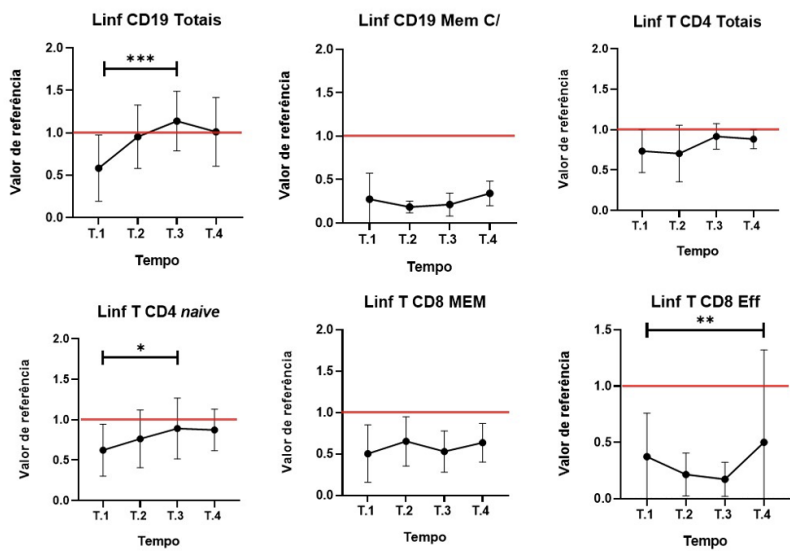 Linf CD19 Totais
2.0
1.5
1.0
0.5
0.0
Valor de referência
***
T.1 T.2 T.3 T.4
Tempo
Linf CD19 Mem C/
2.0
1.5
1.0
0.5
0.0
Valor de referência
T.1 T.2 T.3 T.4
Tempo
Linf T CD4 Totais
2.0
1.5
1.0
0.5
0.0
Valor de referência
T.1 T.2 T.3 T.4
Tempo
Linf T CD4 naive
2.0
1.5
1.0
0.5
0.0
Valor de referência
*
T.1 T.2 T.3 T.4
Tempo
Linf T CD8 MEM
2.0
1.5
1.0
0.5
0.0
Valor de referência
T.1 T.2 T.3 T.4
Tempo
Linf T CD8 Eff
1.5
1.0
0.5
0.0
Valor de referência
**
T.1 T.2 T.3 T.4
Tempo